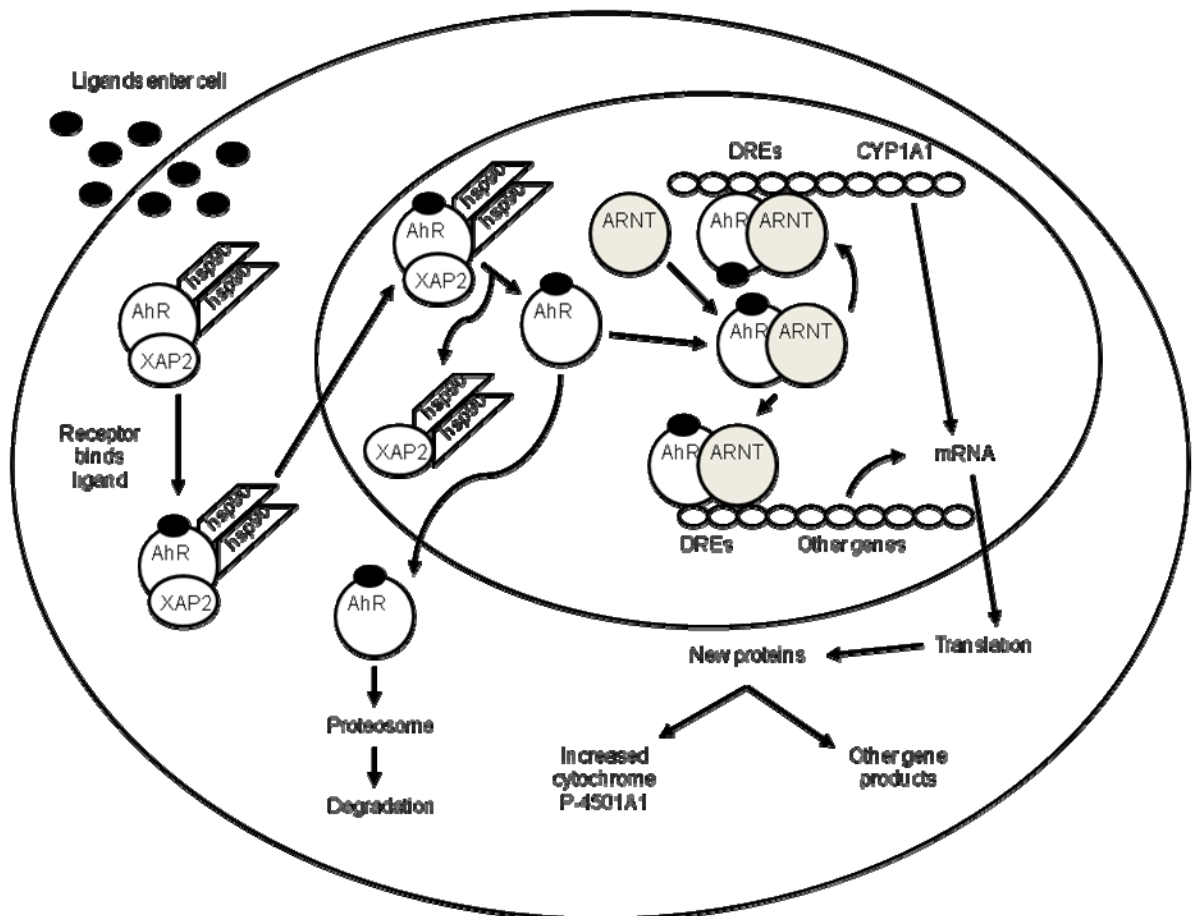 Ligands enter cell
DREs
CYP1A1
hsp90
hsp90
AhR
XAP2
ARNT
AhR
ARNT
hsp90
hsp90
AhR
XAP2
AhR
AhR
ARNT
hsp90
hsp90
XAP2
Receptor
binds
ligand
AhR
ARNT
mRNA
hsp90
hsp90
AhR
XAP2
DREs
Other genes
AhR
New proteins
Translation
Proteosome
Degradation
Increased
cytochrome
P-4501A1
Other gene
products